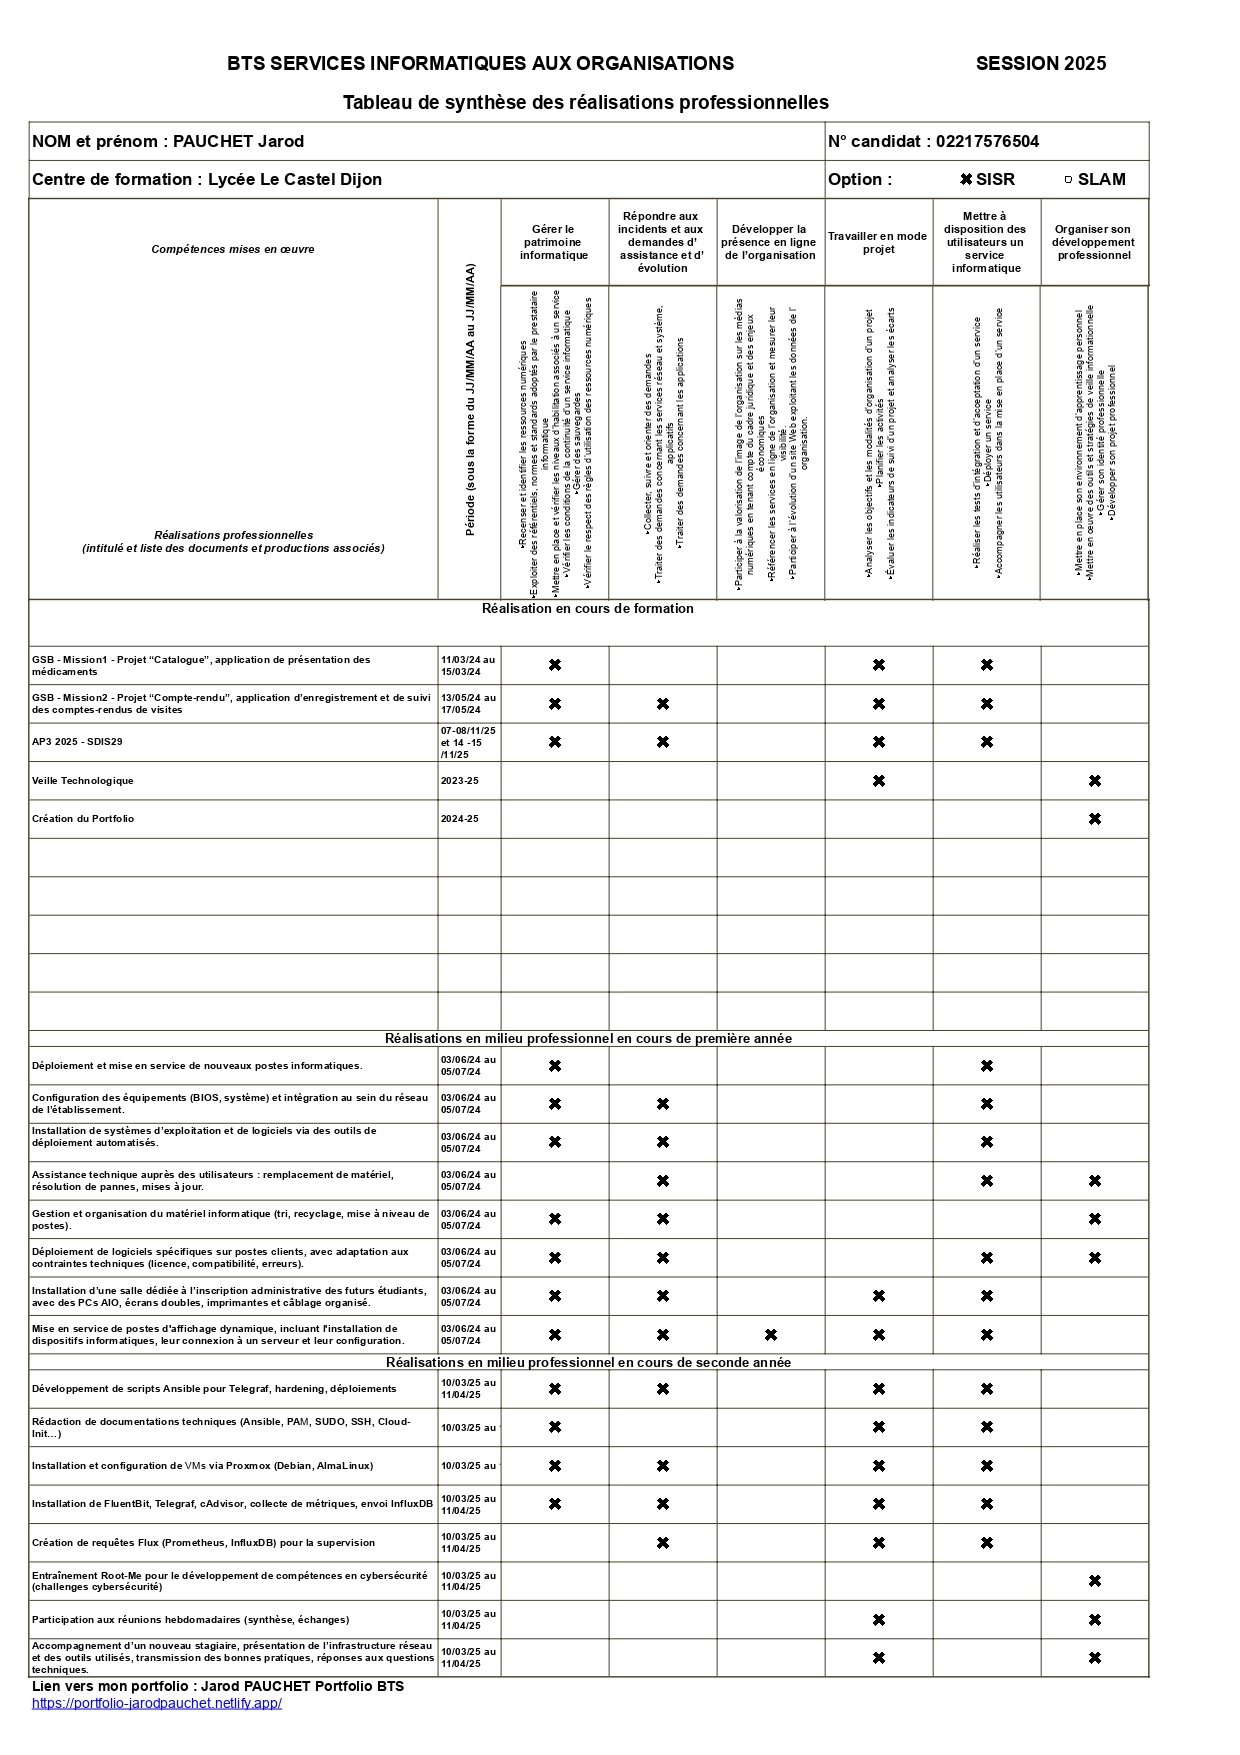 BTS SERVICES INFORMATIQUES AUX ORGANISATIONS SESSION 2025
Tableau de synthèse des réalisations professionnelles
NOM et prénom : PAUCHET Jarod N° candidat : 02217576504
Centre de formation : Lycée Le Castel Dijon Option : ✖ SISR SLAM
Compétences mises en œuvre
Réalisations professionnelles
(intitulé et liste des documents et productions associés)
Période (sous la forme du JJ/MM/AA au JJ/MM/AA)
Gérer le
patrimoine
informatique
Répondre aux
incidents et aux
demandes d’
assistance et d’
évolution
Développer la
présence en ligne
de l’organisation
Travailler en mode
projet
Mettre à
disposition des
utilisateurs un
service
informatique
Organiser son
développement
professionnel
‣Recenser et identifier les ressources numériques
‣Exploiter des référentiels, normes et standards adoptés par le prestataire
informatique
‣Mettre en place et vérifier les niveaux d’habilitation associés à un service
‣Vérifier les conditions de la continuité d’un service informatique
‣Gérer des sauvegardes
‣Vérifier le respect des règles d’utilisation des ressources numériques
‣Collecter, suivre et orienter des demandes
‣Traiter des demandes concernant les services réseau et système,
applicatifs
‣Traiter des demandes concernant les applications
‣Participer à la valorisation de l’image de l’organisation sur les médias
numériques en tenant compte du cadre juridique et des enjeux
économiques
‣Référencer les services en ligne de l’organisation et mesurer leur
visibilité.
‣Participer à l’évolution d’un site Web exploitant les données de l’
organisation.
‣Analyser les objectifs et les modalités d’organisation d’un projet
‣Planifier les activités
‣Évaluer les indicateurs de suivi d’un projet et analyser les écarts
‣Réaliser les tests d’intégration et d’acceptation d’un service
‣Déployer un service
‣Accompagner les utilisateurs dans la mise en place d’un service
‣Mettre en place son environnement d’apprentissage personnel
‣Mettre en œuvre des outils et stratégies de veille informationnelle
‣Gérer son identité professionnelle
‣Développer son projet professionnel
Réalisation en cours de formation
GSB - Mission1 - Projet “Catalogue”, application de présentation des
médicaments
11/03/24 au
15/03/24
✖ ✖ ✖
GSB - Mission2 - Projet “Compte-rendu”, application d’enregistrement et de suivi
des comptes-rendus de visites
13/05/24 au
17/05/24
✖ ✖ ✖ ✖
AP3 2025 - SDIS29
07-08/11/25
et 14 -15
/11/25
✖ ✖ ✖ ✖
Veille Technologique 2023-25 ✖ ✖
Création du Portfolio 2024-25 ✖
Réalisations en milieu professionnel en cours de première année
Déploiement et mise en service de nouveaux postes informatiques.
03/06/24 au
05/07/24
✖ ✖
Configuration des équipements (BIOS, système) et intégration au sein du réseau
de l’établissement.
03/06/24 au
05/07/24
✖ ✖ ✖
Installation de systèmes d’exploitation et de logiciels via des outils de
déploiement automatisés.
03/06/24 au
05/07/24
✖ ✖ ✖
Assistance technique auprès des utilisateurs : remplacement de matériel,
résolution de pannes, mises à jour.
03/06/24 au
05/07/24
✖ ✖ ✖
Gestion et organisation du matériel informatique (tri, recyclage, mise à niveau de
postes).
03/06/24 au
05/07/24
✖ ✖ ✖
Déploiement de logiciels spécifiques sur postes clients, avec adaptation aux
contraintes techniques (licence, compatibilité, erreurs).
03/06/24 au
05/07/24
✖ ✖ ✖ ✖
Installation d’une salle dédiée à l’inscription administrative des futurs étudiants,
avec des PCs AIO, écrans doubles, imprimantes et câblage organisé.
03/06/24 au
05/07/24
✖ ✖ ✖ ✖
Mise en service de postes d'affichage dynamique, incluant l'installation de
dispositifs informatiques, leur connexion à un serveur et leur configuration.
03/06/24 au
05/07/24
✖ ✖ ✖ ✖ ✖
Réalisations en milieu professionnel en cours de seconde année
Développement de scripts Ansible pour Telegraf, hardening, déploiements
10/03/25 au
11/04/25
✖ ✖ ✖ ✖
Rédaction de documentations techniques (Ansible, PAM, SUDO, SSH, Cloud-
Init…)
10/03/25 au
✖ ✖ ✖
Installation et configuration de VMs via Proxmox (Debian, AlmaLinux)
10/03/25 au
✖ ✖ ✖ ✖
Installation de FluentBit, Telegraf, cAdvisor, collecte de métriques, envoi InfluxDB
10/03/25 au
11/04/25
✖ ✖ ✖ ✖
Création de requêtes Flux (Prometheus, InfluxDB) pour la supervision
10/03/25 au
11/04/25
✖ ✖ ✖
Entraînement Root-Me pour le développement de compétences en cybersécurité
(challenges cybersécurité)
10/03/25 au
11/04/25
✖
Participation aux réunions hebdomadaires (synthèse, échanges)
10/03/25 au
11/04/25
✖ ✖
Accompagnement d’un nouveau stagiaire, présentation de l’infrastructure réseau
et des outils utilisés, transmission des bonnes pratiques, réponses aux questions
techniques.
10/03/25 au
11/04/25
✖ ✖
Lien vers mon portfolio : Jarod PAUCHET Portfolio BTS
https://portfolio-jarodpauchet.netlify.app/